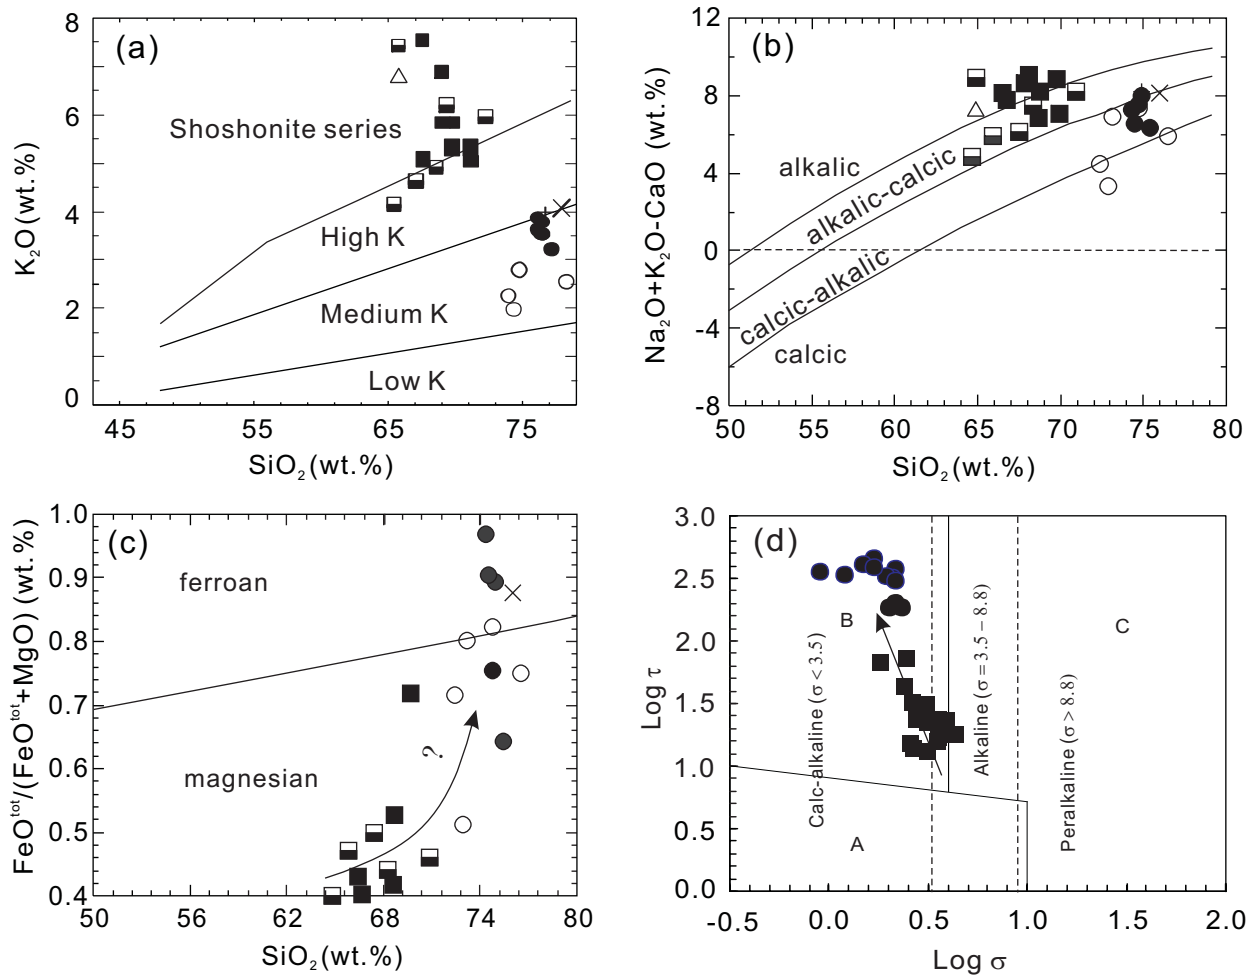 (a)
8
6
4
2
0
K₂O(wt.%)
Shoshonite series
High K
Medium K
Low K
45
55
65
75
SiO₂(wt.%)
(b)
12
8
4
0
-4
-8
Na₂O+K₂O-CaO (wt.%)
alkalic
alkalic-calcic
calcic-alkalic
calcic
50
55
60
65
70
75
80
SiO₂(wt.%)
(c)
1.0
0.9
0.8
0.7
0.6
0.5
0.4
FeOᵗᵒᵗ/(FeOᵗᵒᵗ+MgO) (wt.%)
ferroan
magnesian
?
50
56
62
68
74
80
SiO₂(wt.%)
(d)
3.0
2.5
2.0
1.5
1.0
0.5
0.0
Log τ
B
C
A
Calc-alkaline (σ < 3.5)
Alkaline (σ = 3.5 – 8.8)
Peralkaline (σ > 8.8)
-0.5
0.0
0.5
1.0
1.5
2.0
Log σ